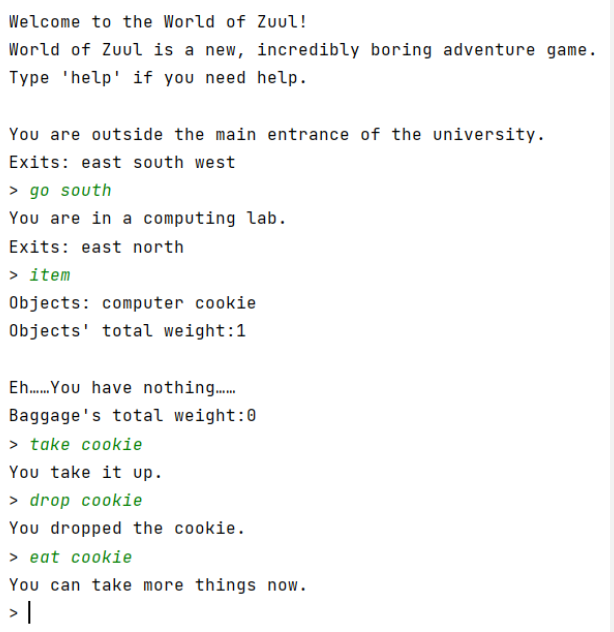 Welcome to the World of Zuul!
World of Zuul is a new, incredibly boring adventure game.
Type 'help' if you need help.
You are outside the main entrance of the university.
Exits: east south west
> go south
You are in a computing lab.
Exits: east north
> item
Objects: computer cookie
Objects' total weight:1
Eh……You have nothing……
Baggage's total weight:0
> take cookie
You take it up.
> drop cookie
You dropped the cookie.
> eat cookie
You can take more things now.
>